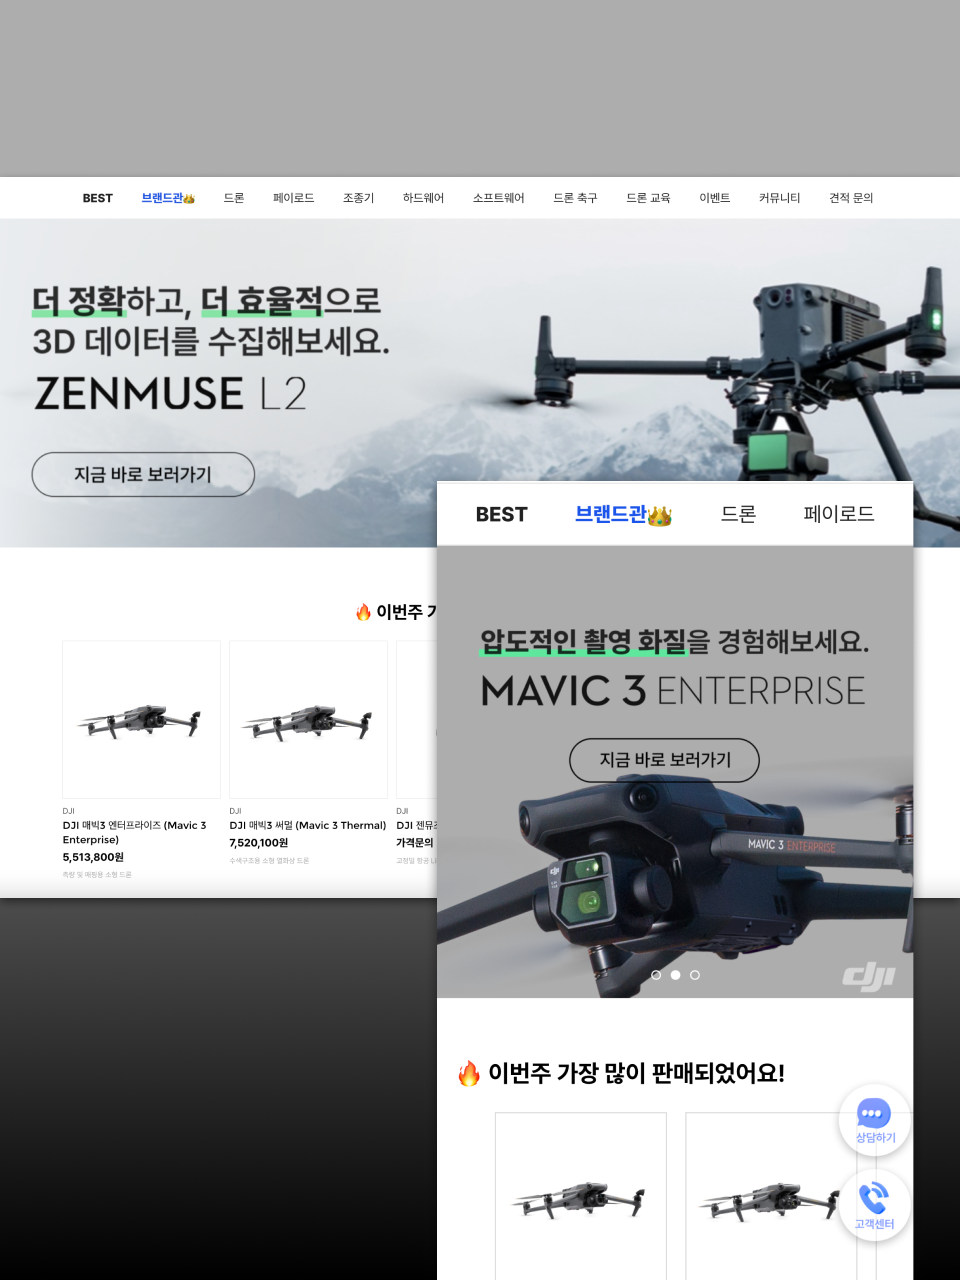 BEST 브랜드관 드론 페이로드 조종기 하드웨어 소프트웨어 드론 축구 드론 교육 이벤트 커뮤니티 견적 문의
더 정확하고, 더 효율적으로
3D 데이터를 수집해보세요.
ZENMUSE L2
지금 바로 보러가기
🔥 이번주
DJI
DJI 매빅3 엔터프라이즈 (Mavic 3
Enterprise)
5,513,800원
측량 및 매핑용 소형 드론
DJI
DJI 매빅3 써멀 (Mavic 3 Thermal)
7,520,100원
수색구조용 소형 열화상 드론
DJI
DJI 젠뮤즈
가격문의
고정밀 항공
BEST 브랜드관 드론 페이로드
압도적인 촬영 화질을 경험해보세요.
MAVIC 3 ENTERPRISE
지금 바로 보러가기
MAVIC 3 ENTERPRISE
dji
🔥 이번주 가장 많이 판매되었어요!
상담하기
고객센터